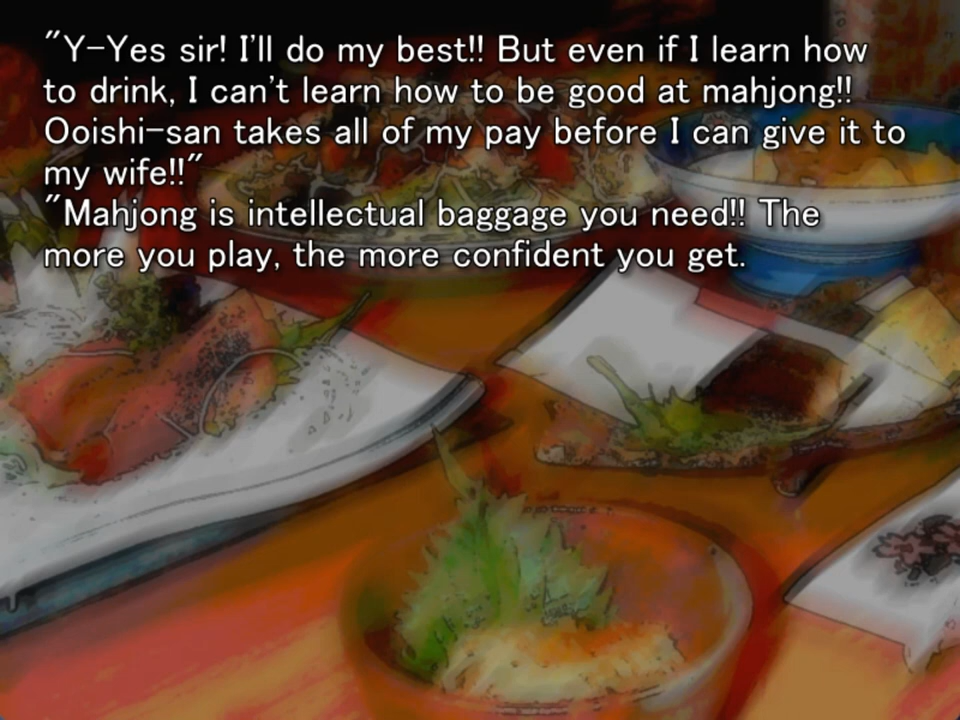 "Y-Yes sir! I'll do my best!! But even if I learn how
to drink, I can't learn how to be good at mahjong!!
Ooishi-san takes all of my pay before I can give it to
my wife!!"
"Mahjong is intellectual baggage you need!! The
more you play, the more confident you get.